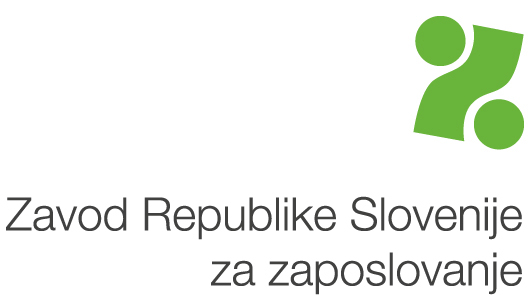 Zavod Republike Slovenije
za zaposlovanje